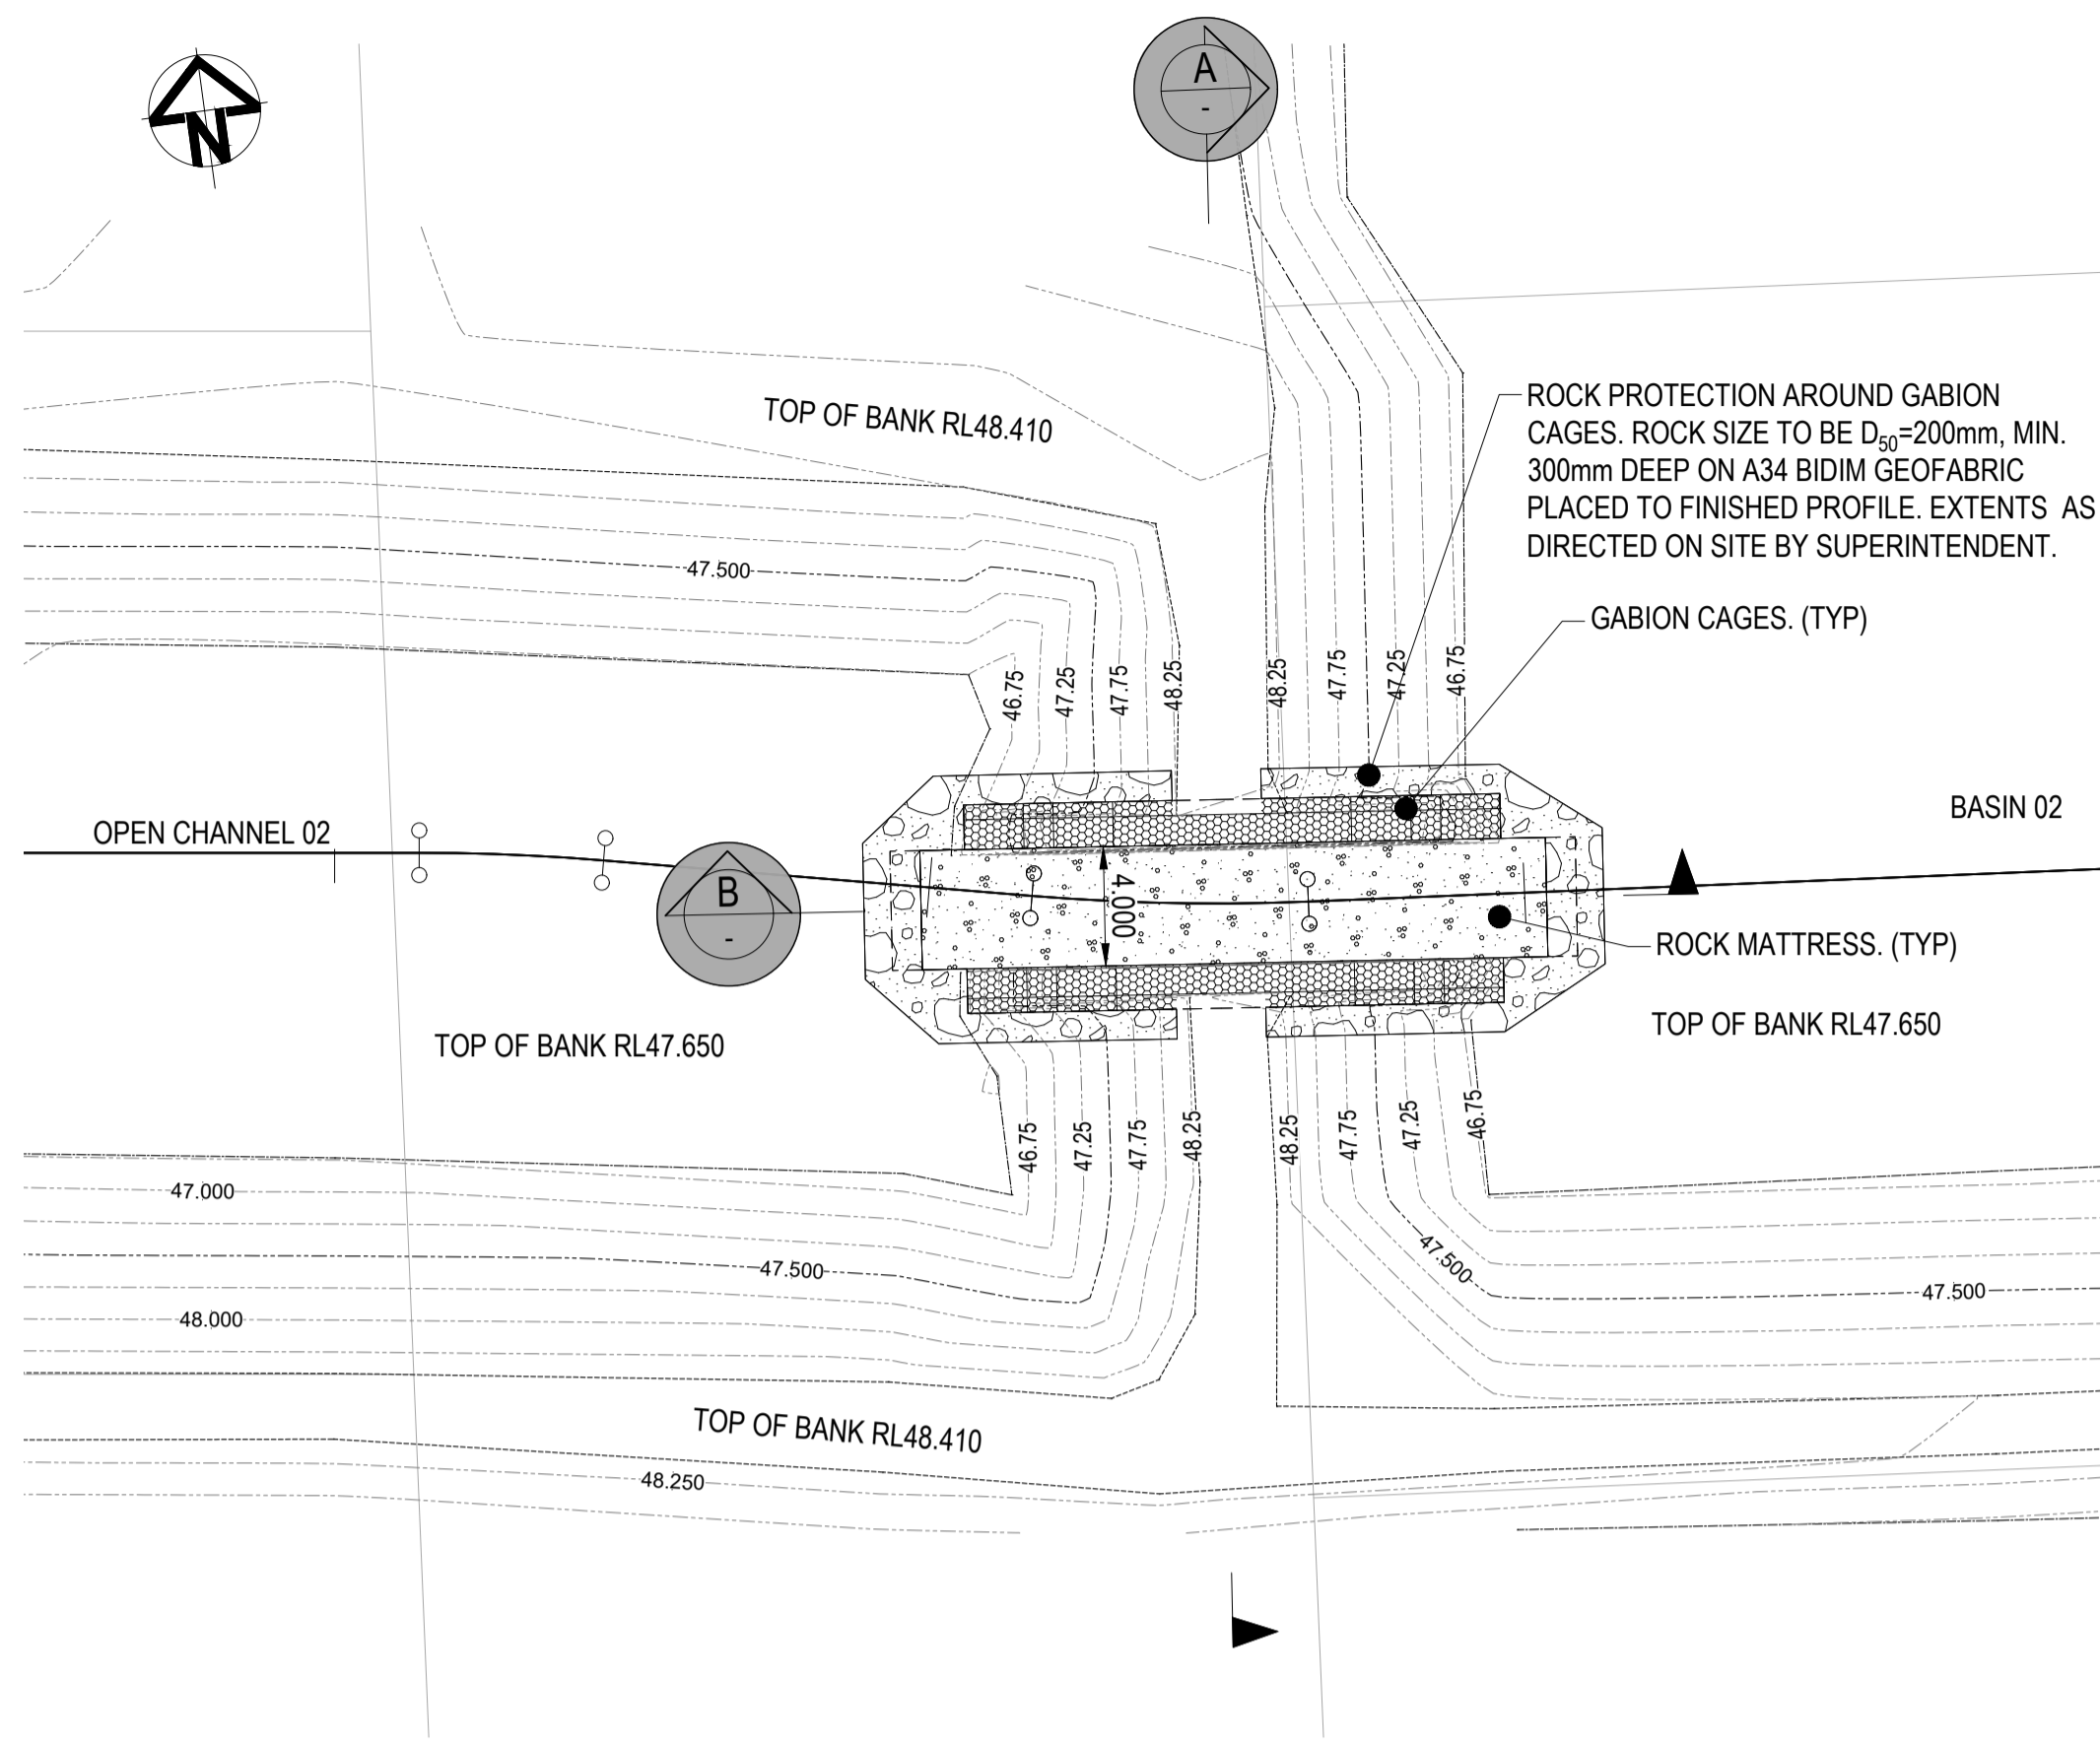 A
-
N
ROCK PROTECTION AROUND GABION
CAGES. ROCK SIZE TO BE D50=200mm, MIN.
300mm DEEP ON A34 BIDIM GEOFABRIC
PLACED TO FINISHED PROFILE. EXTENTS AS
DIRECTED ON SITE BY SUPERINTENDENT.
TOP OF BANK RL48.410
47.500
GABION CAGES. (TYP)
46.75
47.25
47.75
48.25
48.25
47.75
47.25
46.75
OPEN CHANNEL 02
BASIN 02
B
-
4.000
ROCK MATTRESS. (TYP)
TOP OF BANK RL47.650
TOP OF BANK RL47.650
46.75
47.25
47.75
48.25
48.25
47.75
47.25
46.75
47.000
47.500
47.500
47.500
48.000
TOP OF BANK RL48.410
48.250